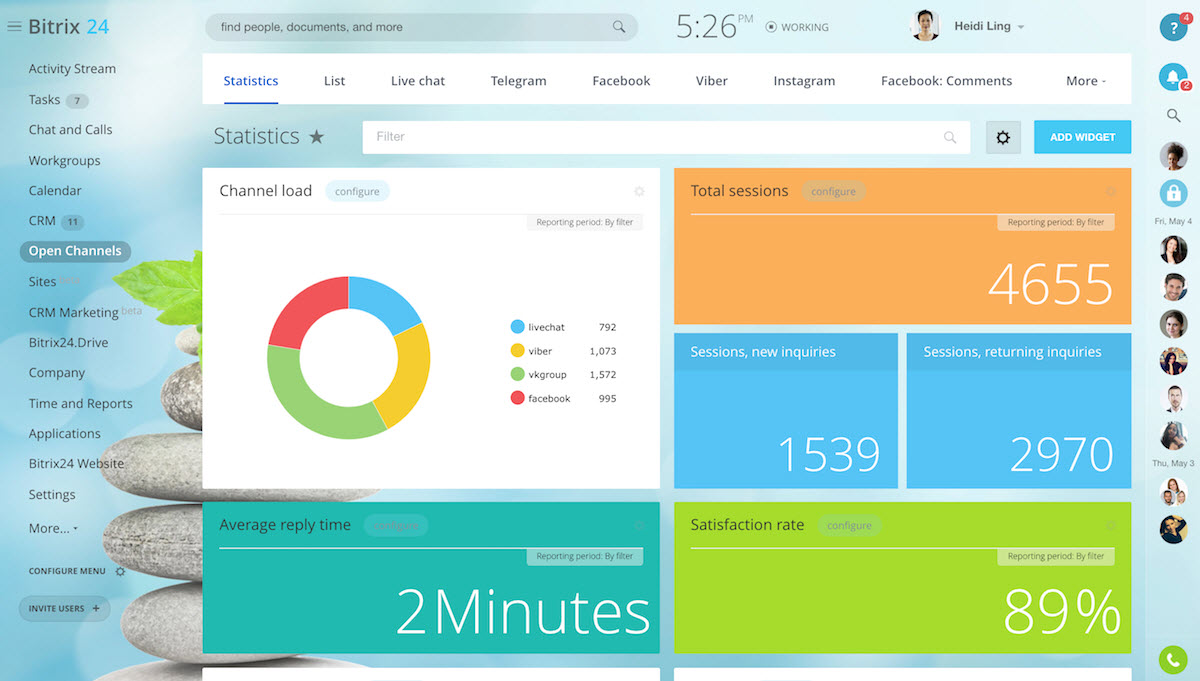 Bitrix 24
find people, documents, and more
5:26 PM
WORKING
Heidi Ling
?
4
2
Activity Stream
Tasks 7
Chat and Calls
Workgroups
Calendar
CRM 11
Open Channels
Sites beta
CRM Marketing beta
Bitrix24.Drive
Company
Time and Reports
Applications
Bitrix24 Website
Settings
More...
CONFIGURE MENU
INVITE USERS +
Statistics List Live chat Telegram Facebook Viber Instagram Facebook: Comments More
Statistics
Filter
ADD WIDGET
Channel load configure
Reporting period: By filter
livechat 792
viber 1,073
vkgroup 1,572
facebook 995
Total sessions configure
Reporting period: By filter
4655
Sessions, new inquiries
1539
Sessions, returning inquiries
2970
Average reply time configure
Reporting period: By filter
2 Minutes
Satisfaction rate configure
Reporting period: By filter
89%
Fri, May 4
Thu, May 3